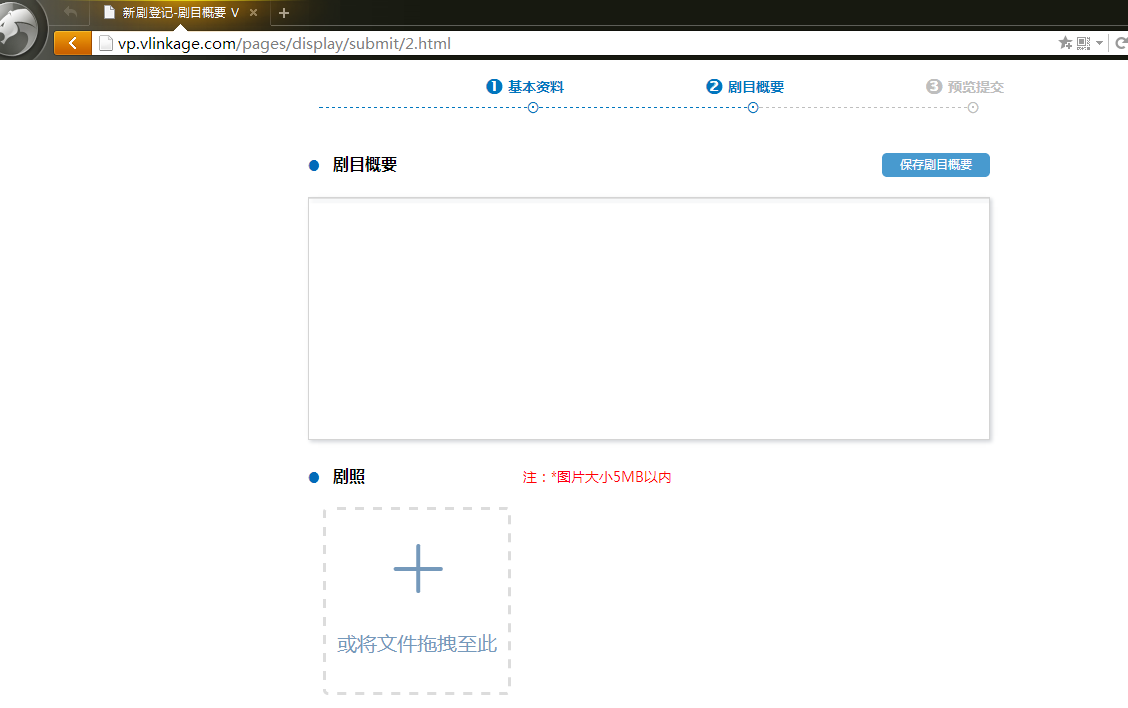 新剧登记-剧目概要 V
vp.vlinkage.com/pages/display/submit/2.html
1 基本资料
2 剧目概要
3 预览提交
剧目概要
保存剧目概要
剧照
注：*图片大小5MB以内
或将文件拖拽至此